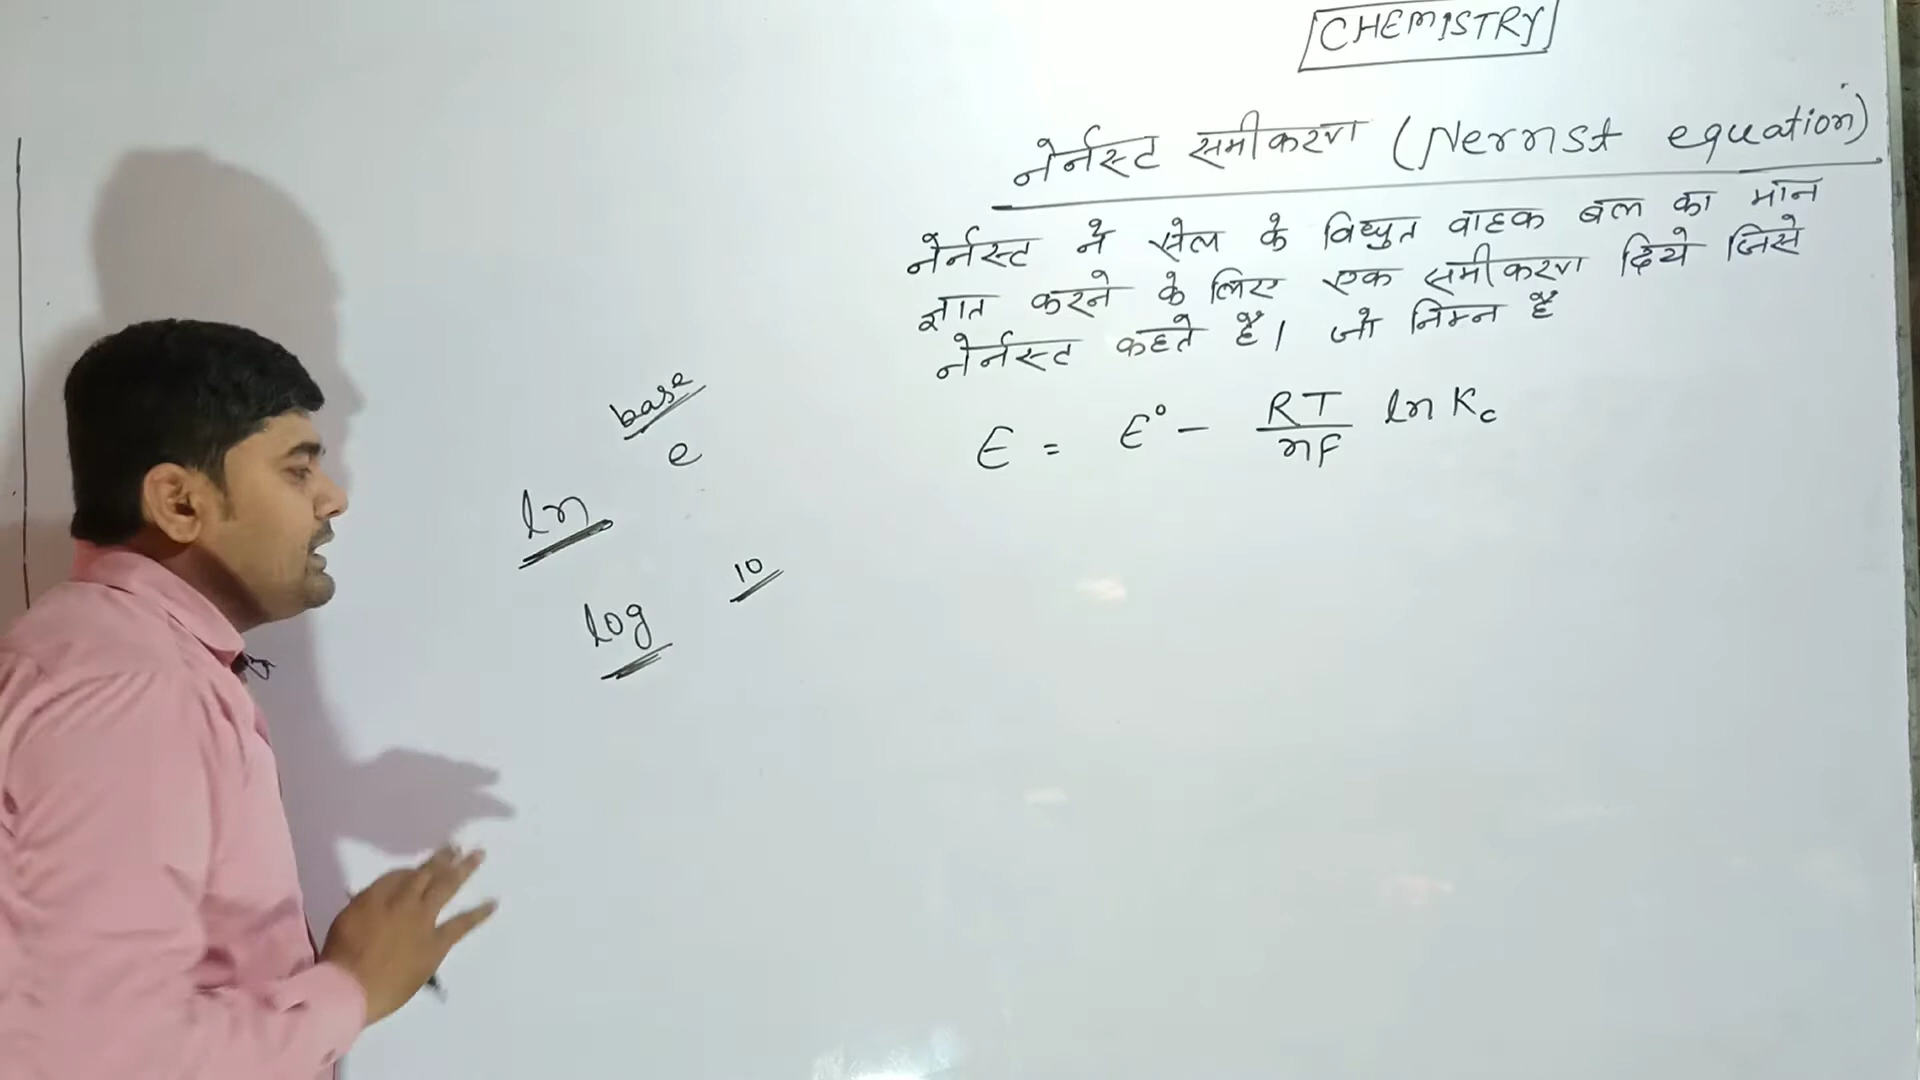 CHEMISTRY
नेर्नस्ट समीकरण (Nernst equation)
नेर्नस्ट ने सेल के विधुत वाहक बल का मान
ज्ञात करने के लिए एक समीकरण दिये जिसे
नेर्नस्ट कहते है। जो निम्न है
E = E° - RT/nF ln Kc
base
e
ln
10
log